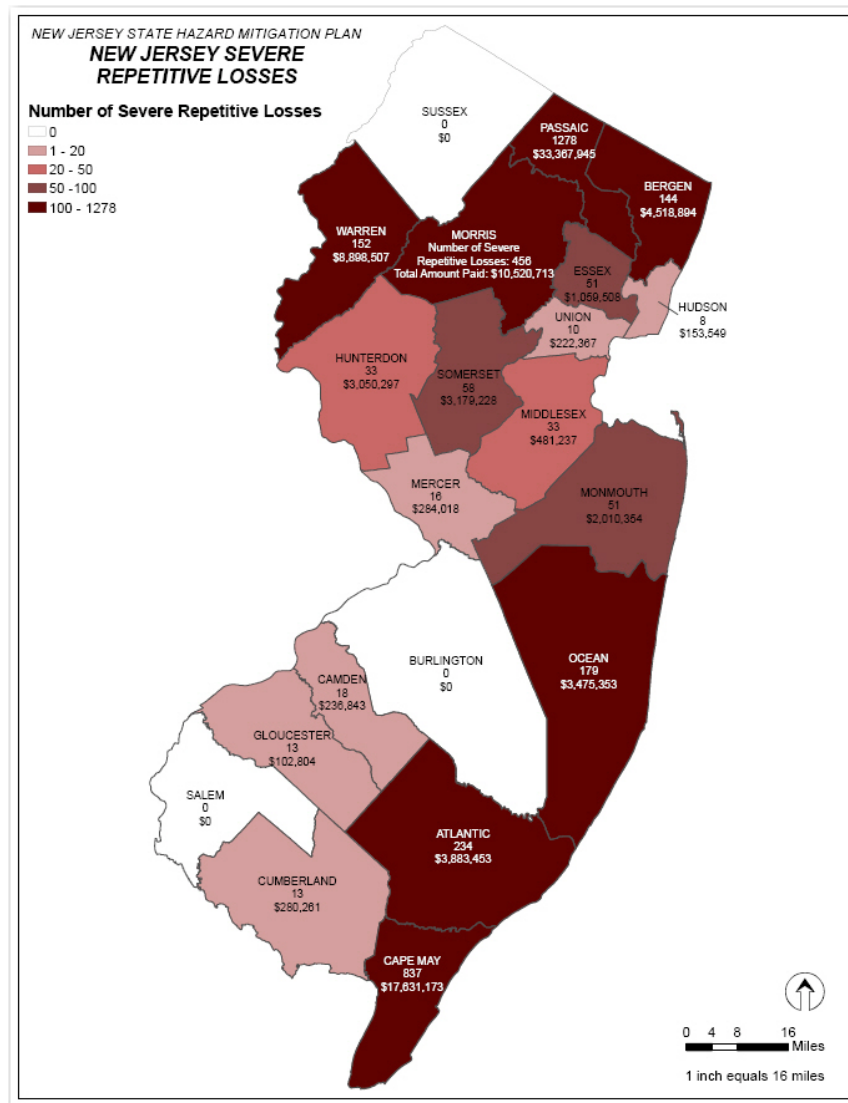 NEW JERSEY STATE HAZARD MITIGATION PLAN
NEW JERSEY SEVERE
REPETITIVE LOSSES
Number of Severe Repetitive Losses
0
1 - 20
20 - 50
50 -100
100 - 1278
SUSSEX
0
$0
PASSAIC
1278
$33,367,945
BERGEN
144
$4,518,894
WARREN
152
$8,898,507
MORRIS
Number of Severe
Repetitive Losses: 456
Total Amount Paid: $10,520,713
ESSEX
51
$1,059,508
HUDSON
8
$153,549
UNION
10
$222,367
HUNTERDON
33
$3,050,297
SOMERSET
58
$3,179,228
MIDDLESEX
33
$481,237
MERCER
16
$284,018
MONMOUTH
51
$2,010,354
BURLINGTON
0
$0
OCEAN
179
$3,475,353
CAMDEN
18
$236,843
GLOUCESTER
13
$102,804
SALEM
0
$0
ATLANTIC
234
$3,883,453
CUMBERLAND
13
$280,261
CAPE MAY
837
$17,631,173
0 4 8 16
Miles
1 inch equals 16 miles